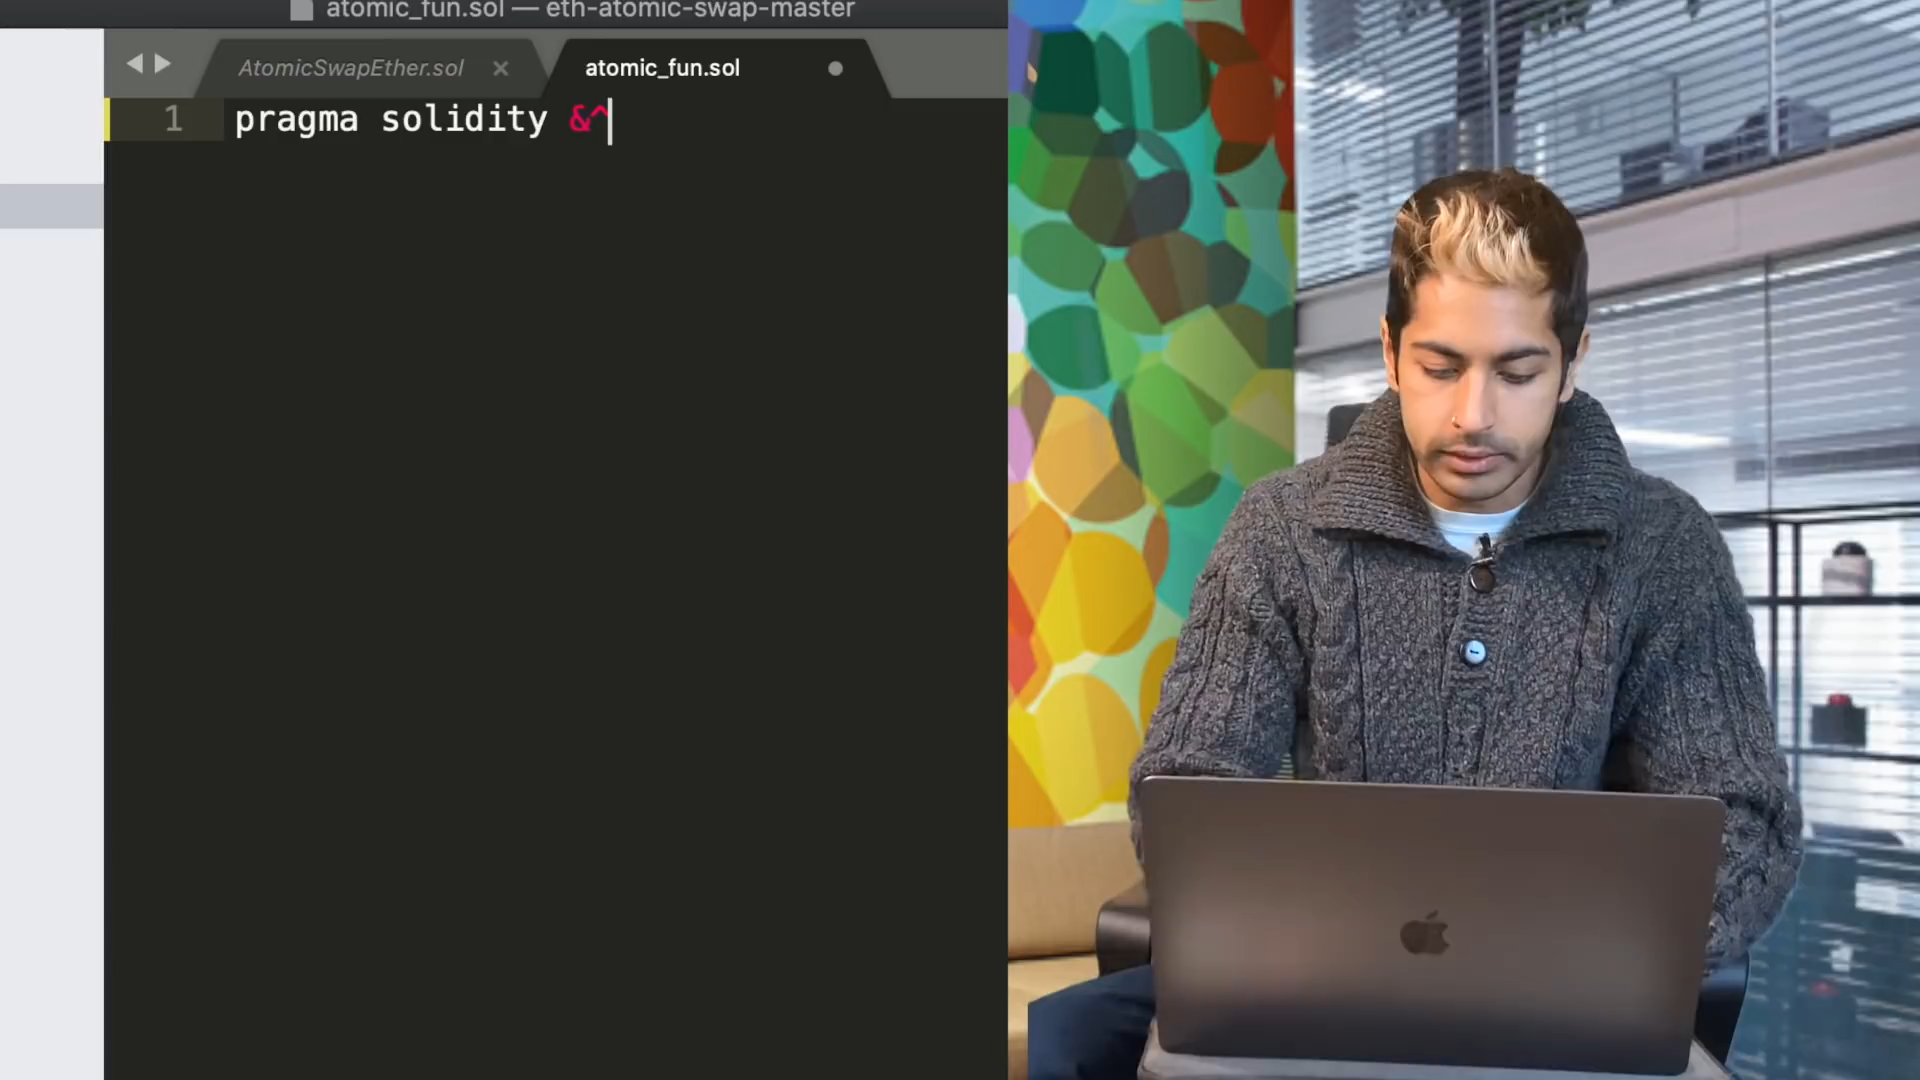 atomic_fun.sol — eth-atomic-swap-master
AtomicSwapEther.sol
atomic_fun.sol
1 pragma solidity &^